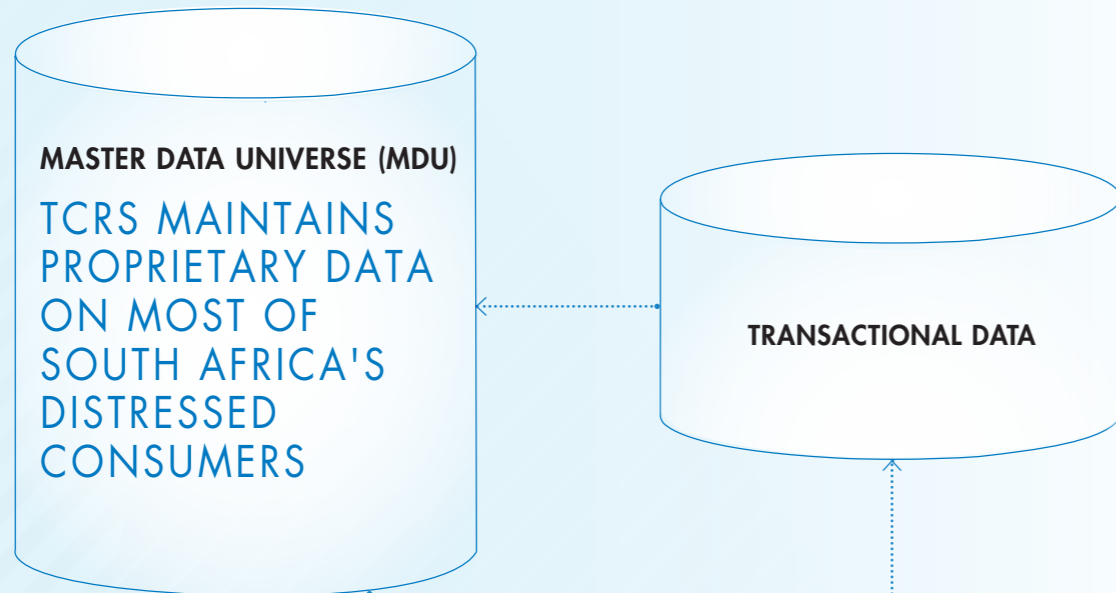 MASTER DATA UNIVERSE (MDU)
TCRS MAINTAINS
PROPRIETARY DATA
ON MOST OF
SOUTH AFRICA'S
DISTRESSED
CONSUMERS
TRANSACTIONAL DATA